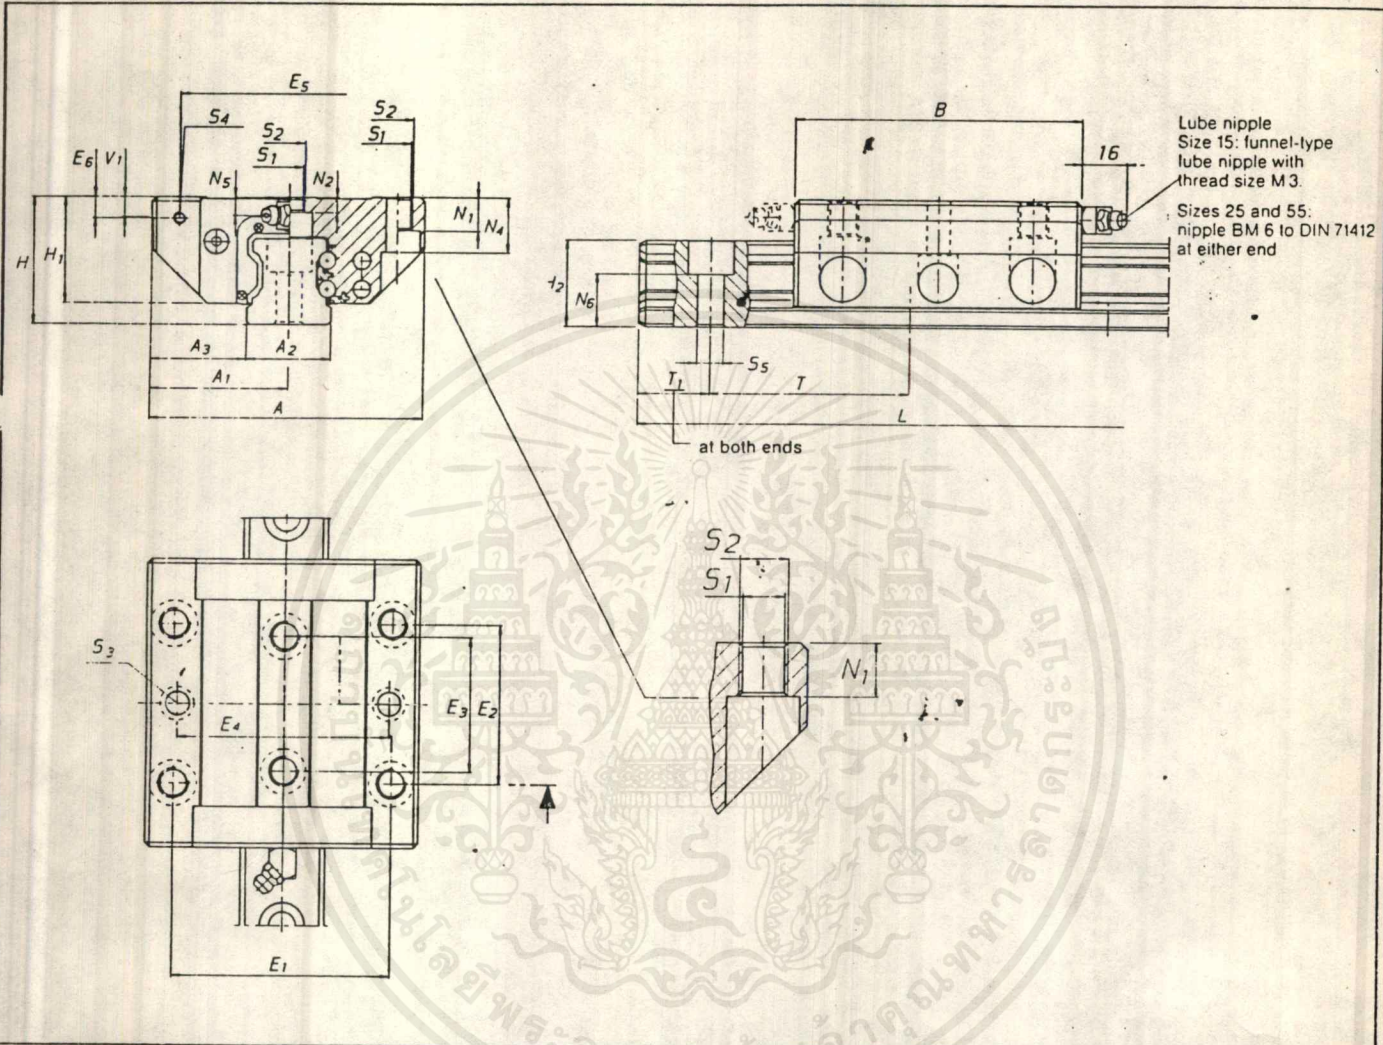 E5
S4
S2
S1
S2
S1
E6
V1
N5
N2
N1
N4
H
H1
A3
A2
A1
A
B
16
Lube nipple
Size 15: funnel-type
lube nipple with
thread size M 3.
Sizes 25 and 55:
nipple BM 6 to DIN 71412
at either end
N6
S5
T1
T
L
at both ends
S3
E4
E3
E2
E1
S2
S1
N1